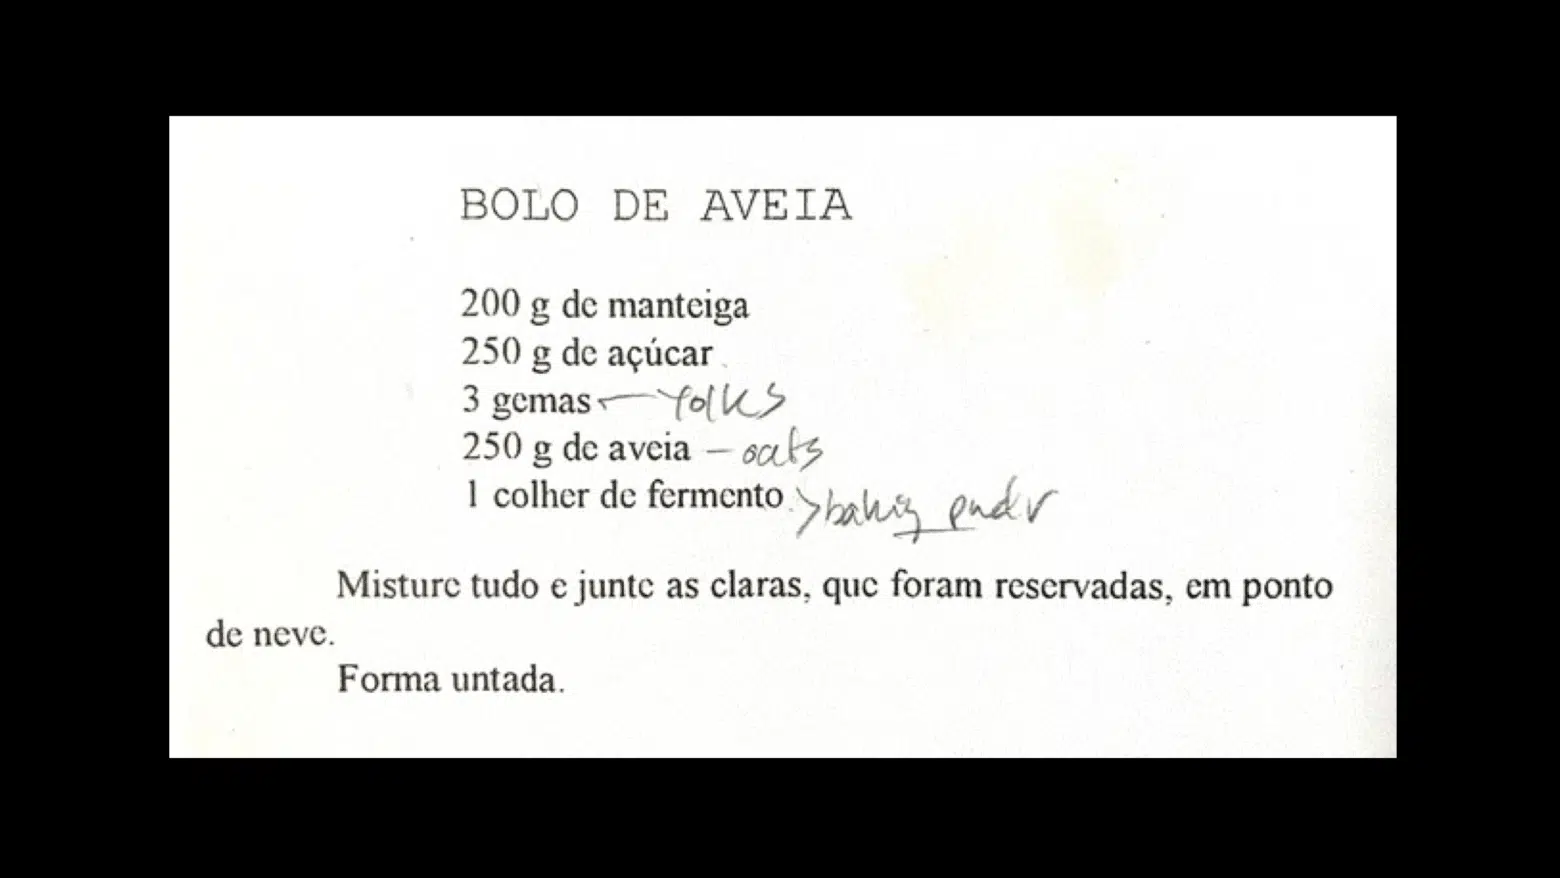 BOLO DE AVEIA
200 g de manteiga
250 g de açúcar
3 gemas yolks
250 g de aveia - oats
1 colher de fermento > baking powder
Misture tudo e junte as claras, que foram reservadas, em ponto
de neve.
Forma untada.